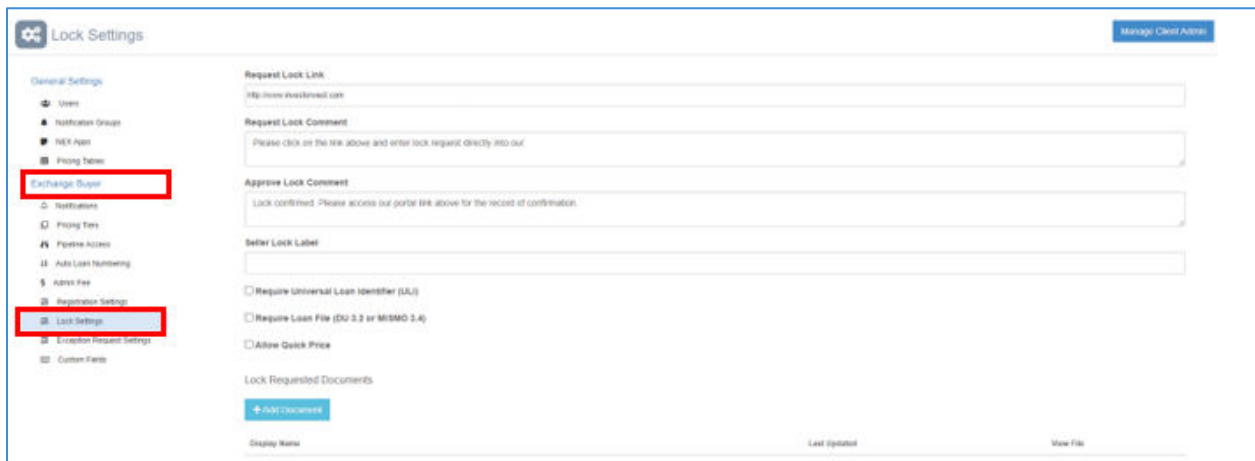 Lock Settings
Manage Client Admin
General Settings
Users
Notification Groups
NEX Apps
Pricing Tables
Exchange Buyer
Notifications
Pricing Tiers
Pipeline Access
Auto Loan Numbering
Admin Fee
Registration Settings
Lock Settings
Exception Request Settings
Custom Fields
Request Lock Link
Request Lock Comment
Please click on the link above and enter lock request directly into our
Approve Lock Comment
Lock confirmed. Please access our portal link above for the record of confirmation.
Seller Lock Label
Require Universal Loan Identifier (ULI)
Require Loan File (DU 3.2 or MISMO 3.4)
Allow Quick Price
Lock Requested Documents
+ Add Document
Display Name Last Updated View File